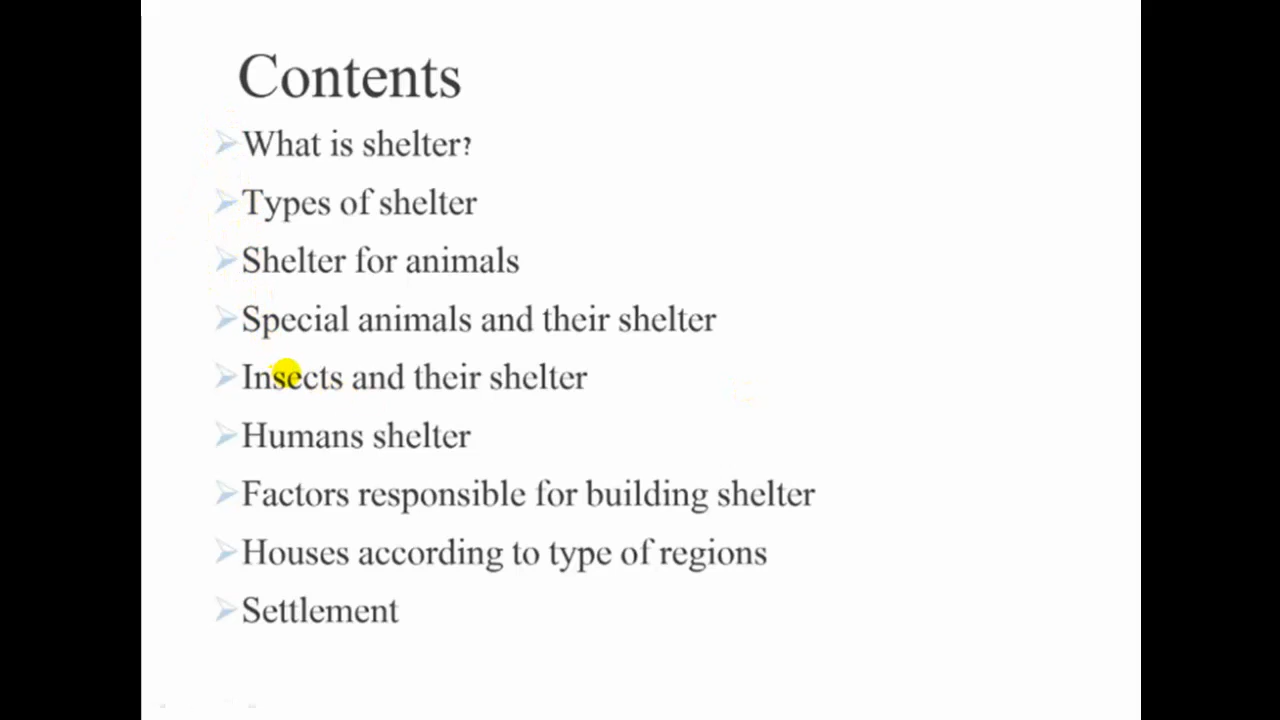 Contents
What is shelter?
Types of shelter
Shelter for animals
Special animals and their shelter
Insects and their shelter
Humans shelter
Factors responsible for building shelter
Houses according to type of regions
Settlement